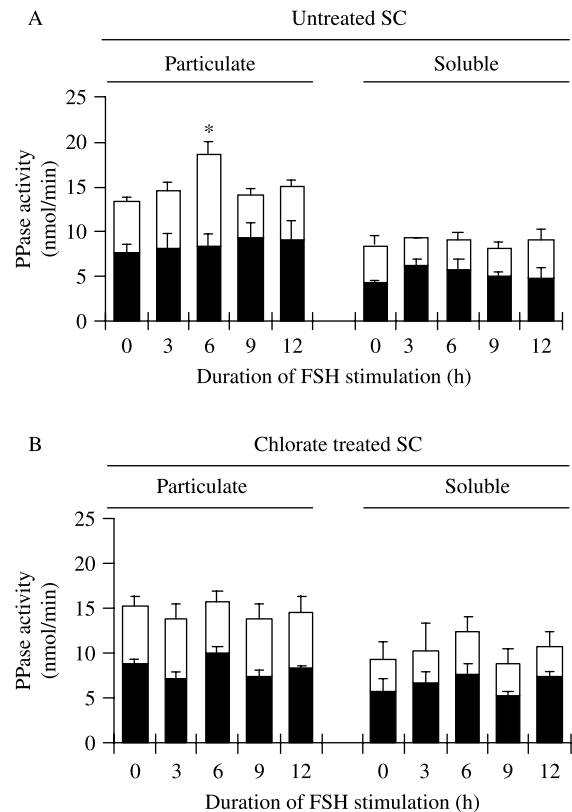 A
Untreated SC
Particulate Soluble
PPase activity
(nmol/min)
25
20
15
10
5
0
*
0 3 6 9 12 0 3 6 9 12
Duration of FSH stimulation (h)
B
Chlorate treated SC
Particulate Soluble
PPase activity
(nmol/min)
25
20
15
10
5
0
0 3 6 9 12 0 3 6 9 12
Duration of FSH stimulation (h)